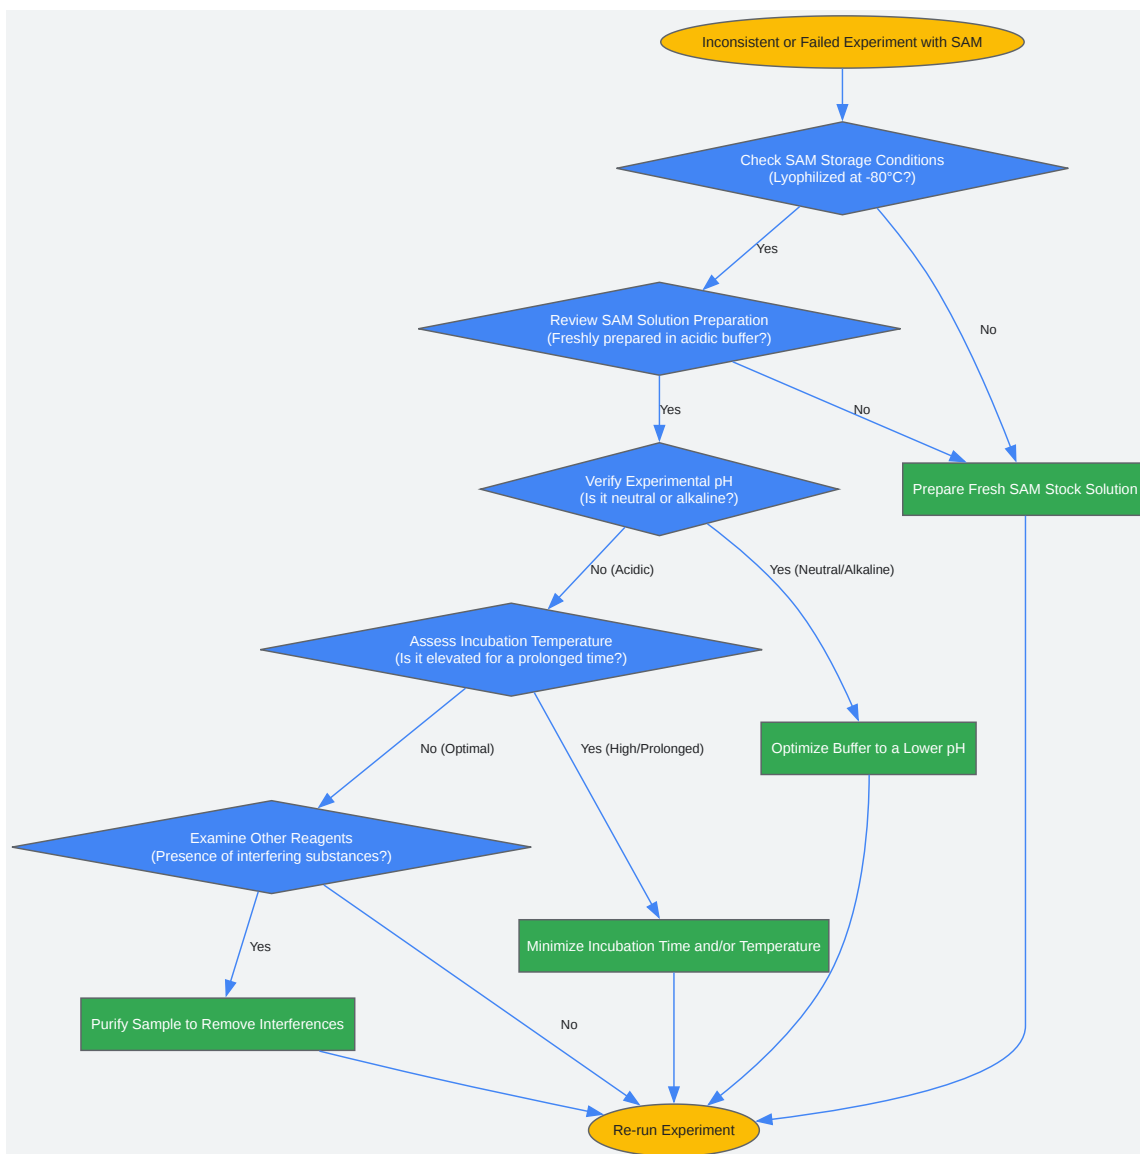 Inconsistent or Failed Experiment with SAM
Check SAM Storage Conditions
(Lyophilized at -80°C?)
Yes
No
Review SAM Solution Preparation
(Freshly prepared in acidic buffer?)
Yes
No
Verify Experimental pH
(Is it neutral or alkaline?)
Prepare Fresh SAM Stock Solution
No (Acidic)
Yes (Neutral/Alkaline)
Assess Incubation Temperature
(Is it elevated for a prolonged time?)
No (Optimal)
Yes (High/Prolonged)
Optimize Buffer to a Lower pH
Examine Other Reagents
(Presence of interfering substances?)
Yes
Minimize Incubation Time and/or Temperature
Purify Sample to Remove Interferences
No
Re-run Experiment